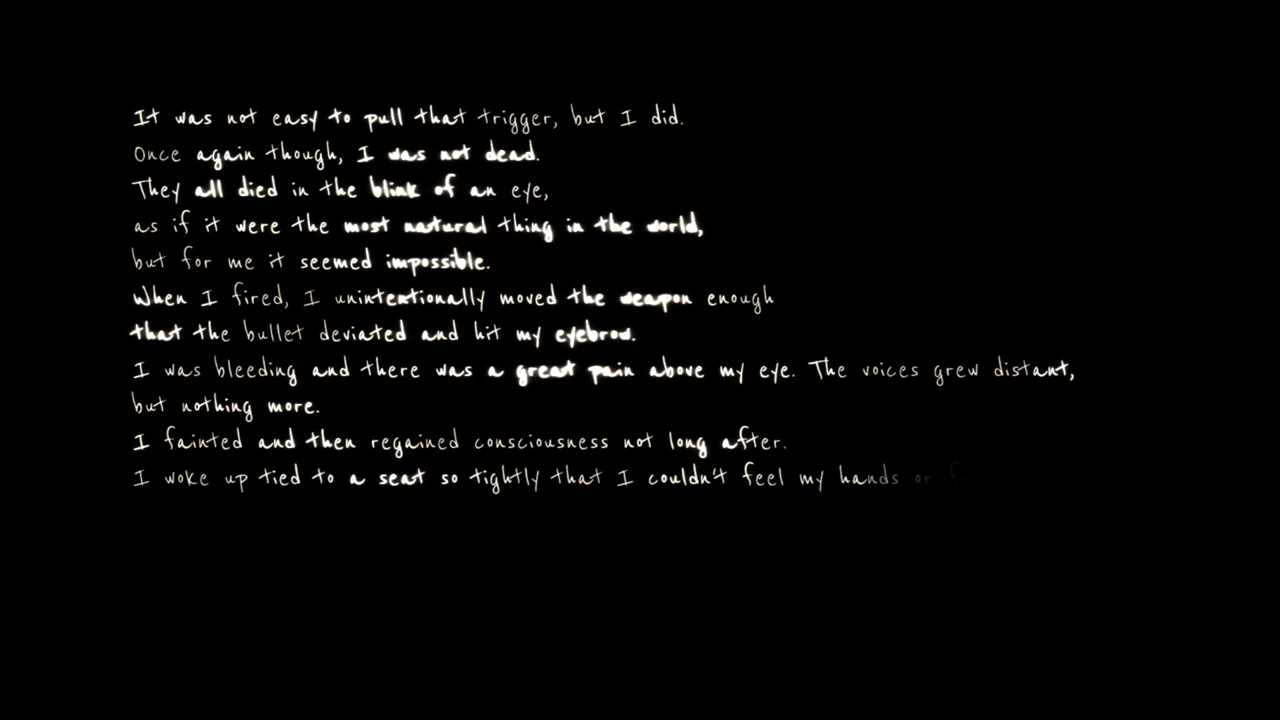 It was not easy to pull that trigger, but I did.
Once again though, I was not dead.
They all died in the blink of an eye,
as if it were the most natural thing in the world,
but for me it seemed impossible.
When I fired, I unintentionally moved the weapon enough
that the bullet deviated and hit my eyebrow.
I was bleeding and there was a great pain above my eye. The voices grew distant,
but nothing more.
I fainted and then regained consciousness not long after.
I woke up tied to a seat so tightly that I couldn't feel my hands or